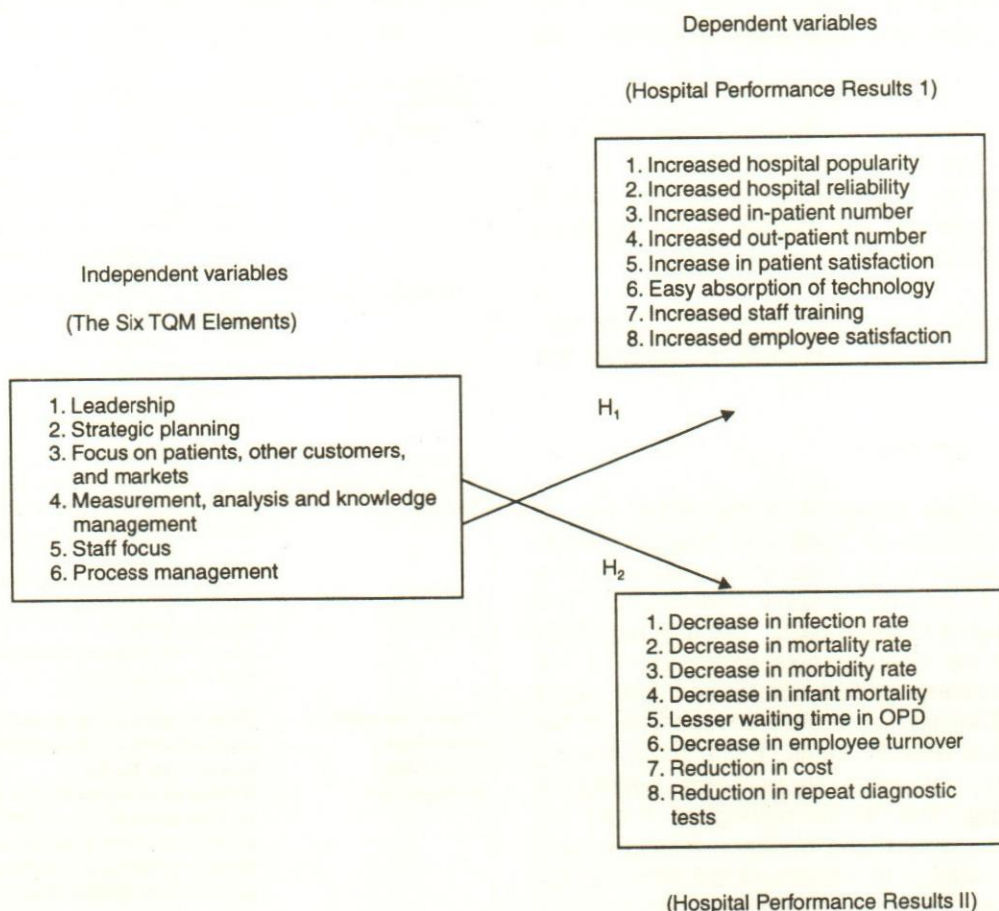 Dependent variables
(Hospital Performance Results 1)
1. Increased hospital popularity
2. Increased hospital reliability
3. Increased in-patient number
4. Increased out-patient number
5. Increase in patient satisfaction
6. Easy absorption of technology
7. Increased staff training
8. Increased employee satisfaction
Independent variables
(The Six TQM Elements)
1. Leadership
2. Strategic planning
3. Focus on patients, other customers,
and markets
4. Measurement, analysis and knowledge
management
5. Staff focus
6. Process management
H₁
H₂
1. Decrease in infection rate
2. Decrease in mortality rate
3. Decrease in morbidity rate
4. Decrease in infant mortality
5. Lesser waiting time in OPD
6. Decrease in employee turnover
7. Reduction in cost
8. Reduction in repeat diagnostic
tests
(Hospital Performance Results II)